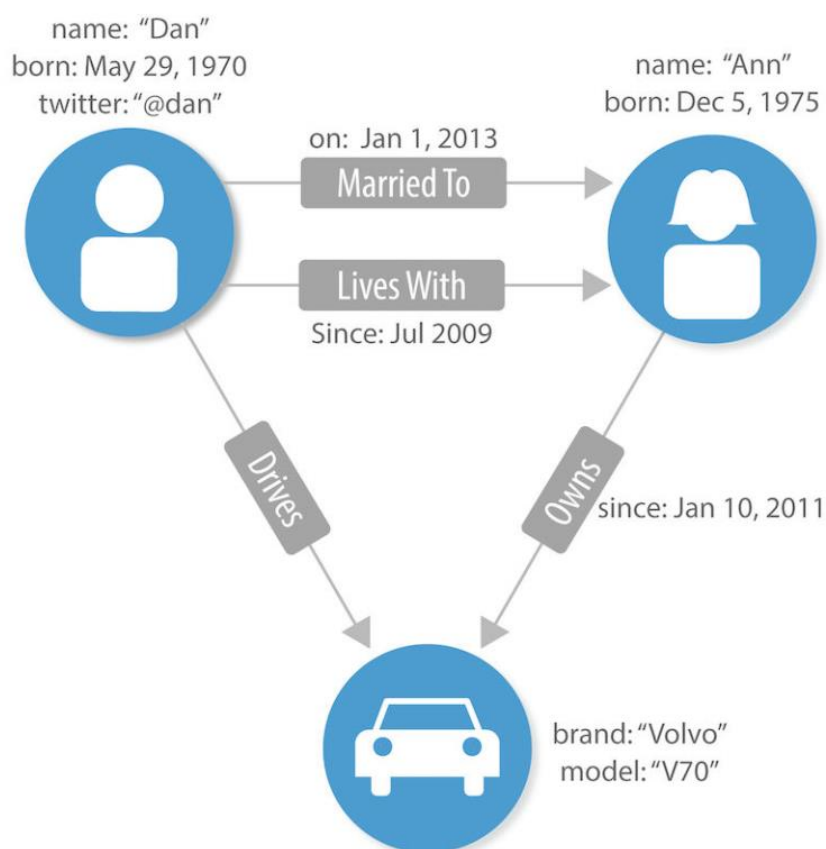 name: “Dan”
born: May 29, 1970
twitter: “@dan”
name: “Ann”
born: Dec 5, 1975
on: Jan 1, 2013
Married To
Lives With
Since: Jul 2009
Drives
Owns
since: Jan 10, 2011
brand: “Volvo”
model: “V70”